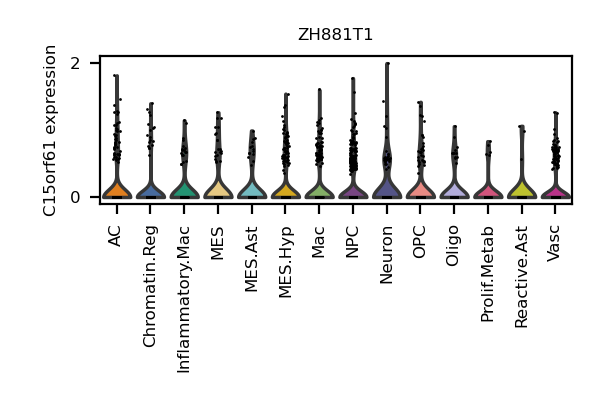 ZH881T1
C15orf61 expression
2
0
AC
Chromatin.Reg
Inflammatory.Mac
MES
MES.Ast
MES.Hyp
Mac
NPC
Neuron
OPC
Oligo
Prolif.Metab
Reactive.Ast
Vasc